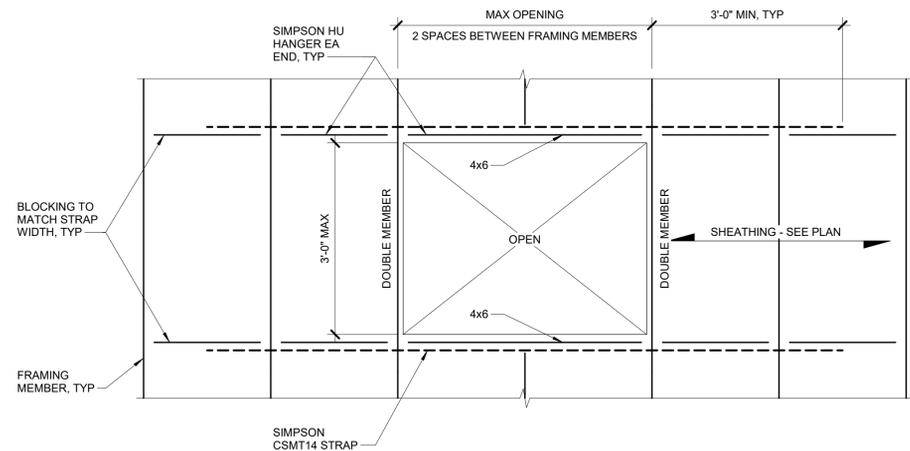 MAX OPENING
3'-0" MIN, TYP
2 SPACES BETWEEN FRAMING MEMBERS
SIMPSON HU
HANGER EA
END, TYP
4x6
BLOCKING TO
MATCH STRAP
WIDTH, TYP
3'-0" MAX
DOUBLE MEMBER
OPEN
DOUBLE MEMBER
SHEATHING - SEE PLAN
4x6
FRAMING
MEMBER, TYP
SIMPSON
CSMT14 STRAP